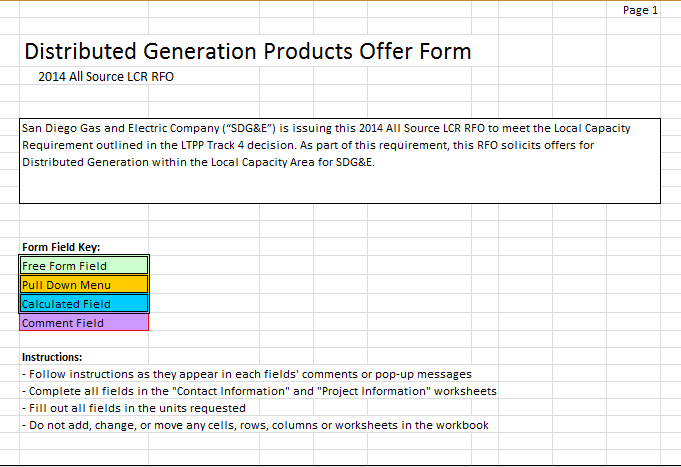 Page 1
Distributed Generation Products Offer Form
2014 All Source LCR RFO
San Diego Gas and Electric Company (“SDG&E”) is issuing this 2014 All Source LCR RFO to meet the Local Capacity
Requirement outlined in the LTPP Track 4 decision. As part of this requirement, this RFO solicits offers for
Distributed Generation within the Local Capacity Area for SDG&E.
Form Field Key:
Free Form Field
Pull Down Menu
Calculated Field
Comment Field
Instructions:
- Follow instructions as they appear in each fields' comments or pop-up messages
- Complete all fields in the "Contact Information" and "Project Information" worksheets
- Fill out all fields in the units requested
- Do not add, change, or move any cells, rows, columns or worksheets in the workbook